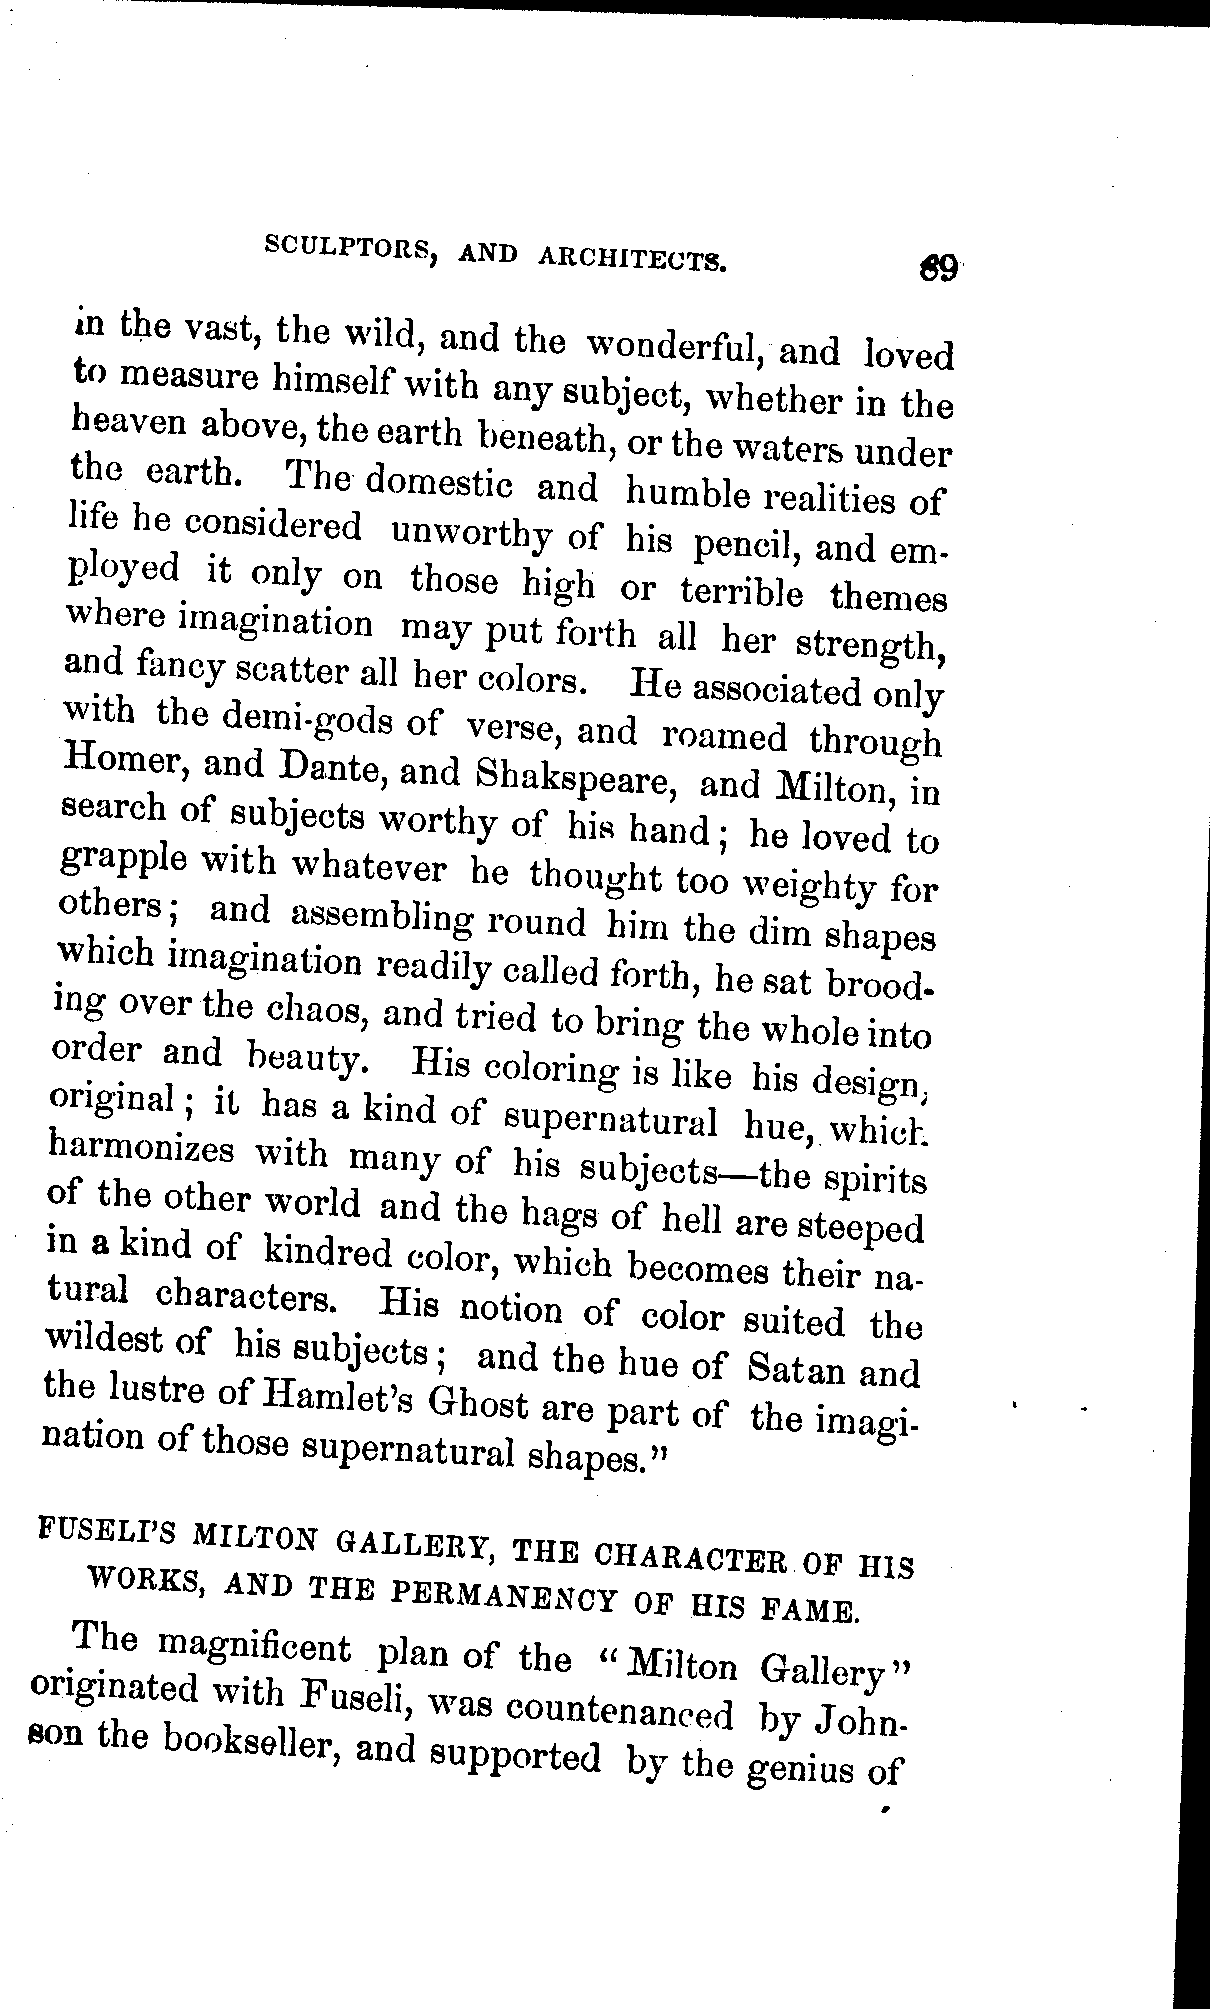 SCULPTORS, AND ARCHITECTS. 69
in the vast, the wild, and the wonderful, and loved
to measure himself with any subject, whether in the
heaven above, the earth beneath, or the waters under
the earth. The domestic and humble realities of
life he considered unworthy of his pencil, and em-
ployed it only on those high or terrible themes
where imagination may put forth all her strength,
and fancy scatter all her colors. He associated only
with the demi-gods of verse, and roamed through
Homer, and Dante, and Shakspeare, and Milton, in
search of subjects worthy of his hand; he loved to
grapple with whatever he thought too weighty for
others; and assembling round him the dim shapes
which imagination readily called forth, he sat brood-
ing over the chaos, and tried to bring the whole into
order and beauty. His coloring is like his design,
original; it has a kind of supernatural hue, which
harmonizes with many of his subjects—the spirits
of the other world and the hags of hell are steeped
in a kind of kindred color, which becomes their na-
tural characters. His notion of color suited the
wildest of his subjects; and the hue of Satan and
the lustre of Hamlet's Ghost are part of the imagi-
nation of those supernatural shapes."
FUSELI'S MILTON GALLERY, THE CHARACTER OF HIS
WORKS, AND THE PERMANENCY OF HIS FAME.
The magnificent plan of the "Milton Gallery"
originated with Fuseli, was countenanced by John-
son the bookseller, and supported by the genius of